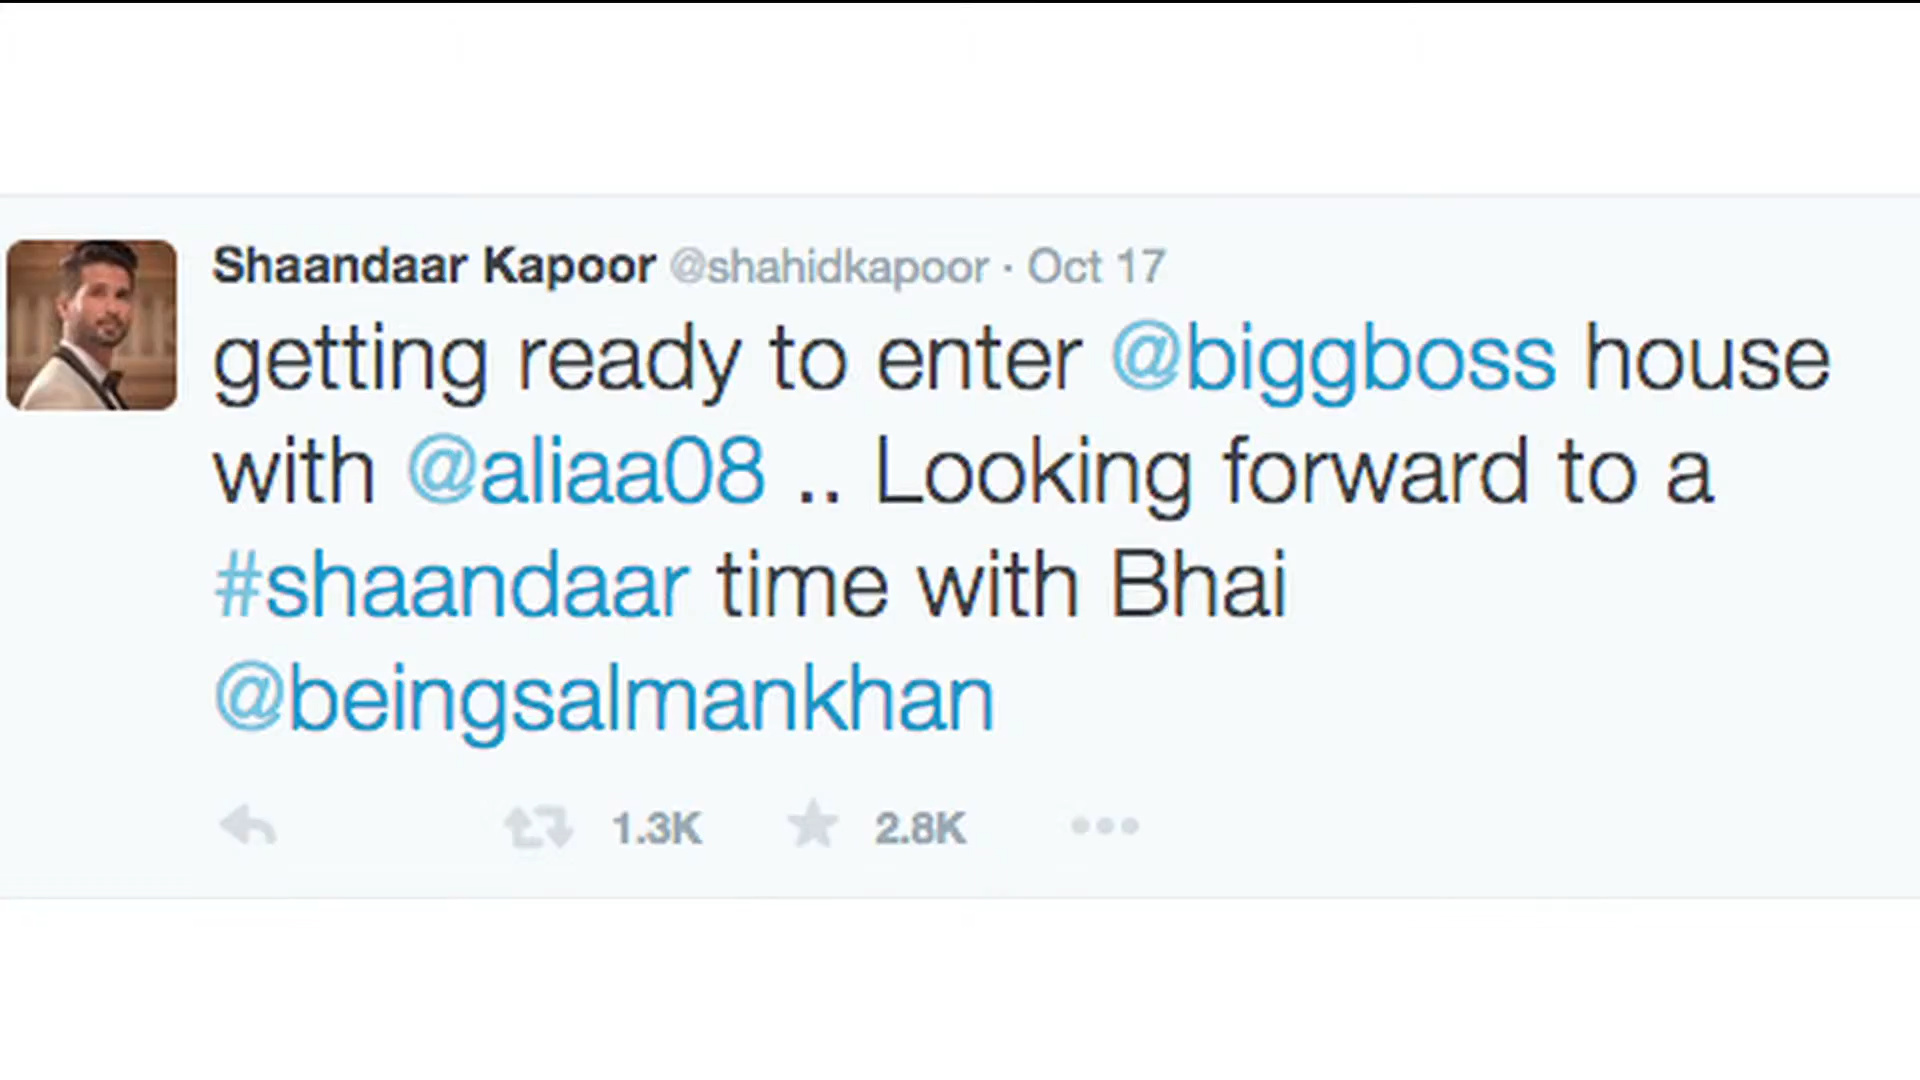 Shaandaar Kapoor @shahidkapoor · Oct 17
getting ready to enter @biggboss house
with @aliaa08 .. Looking forward to a
#shaandaar time with Bhai
@beingsalmankhan
1.3K 2.8K